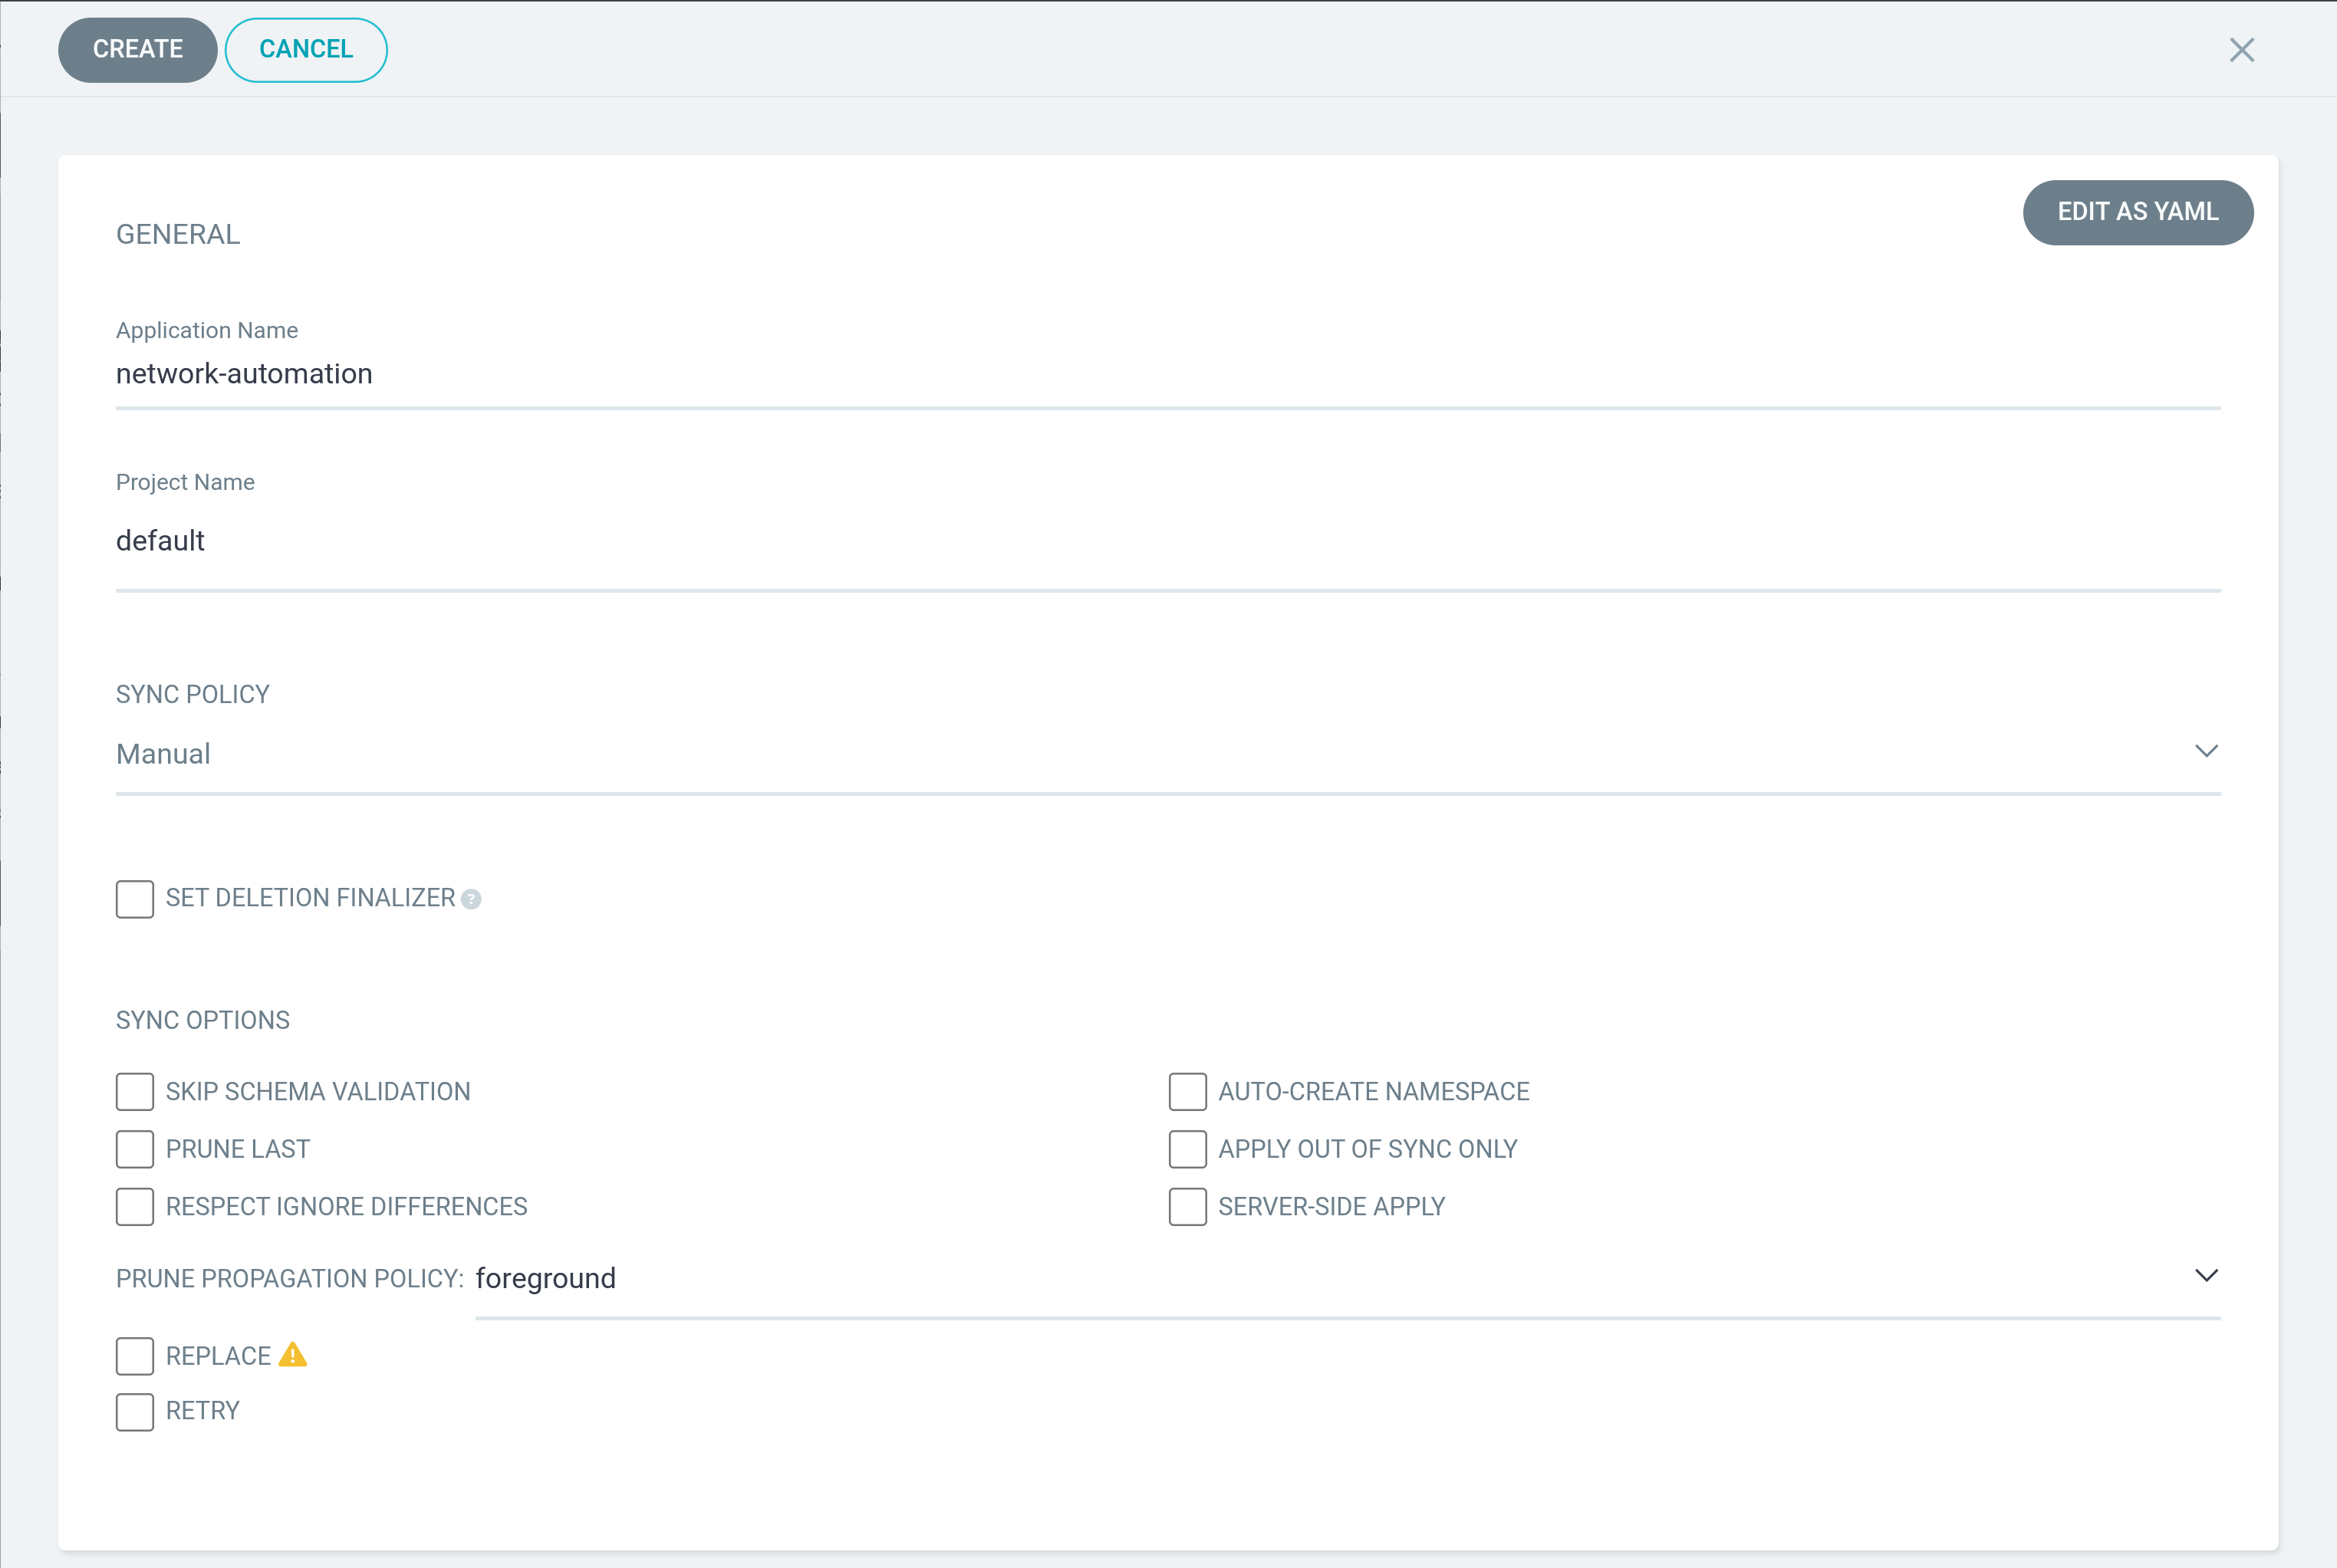 CREATE CANCEL
EDIT AS YAML
GENERAL
Application Name
network-automation
Project Name
default
SYNC POLICY
Manual
SET DELETION FINALIZER ?
SYNC OPTIONS
SKIP SCHEMA VALIDATION AUTO-CREATE NAMESPACE
PRUNE LAST APPLY OUT OF SYNC ONLY
RESPECT IGNORE DIFFERENCES SERVER-SIDE APPLY
PRUNE PROPAGATION POLICY: foreground
REPLACE
RETRY